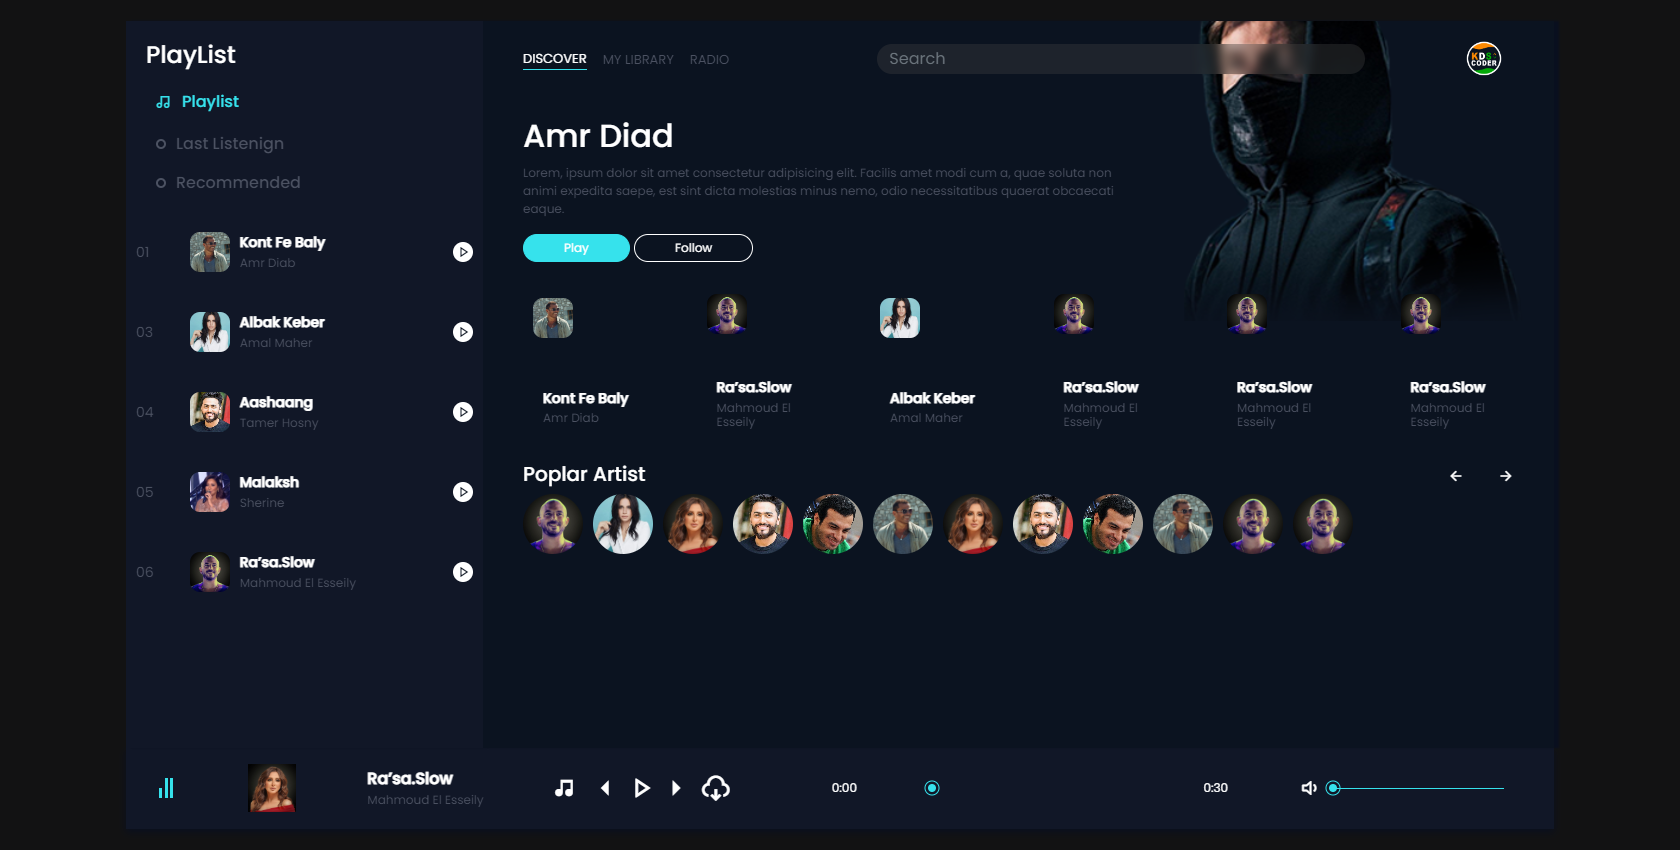 PlayList
Playlist
Last Listenign
Recommended
01
Kont Fe Baly
Amr Diab
03
Albak Keber
Amal Maher
04
Aashaang
Tamer Hosny
05
Malaksh
Sherine
06
Ra'sa.Slow
Mahmoud El Esseily
DISCOVER MY LIBRARY RADIO
Search
KDS
CODER
Amr Diad
Lorem, ipsum dolor sit amet consectetur adipisicing elit. Facilis amet modi cum a, quae soluta non
animi expedita saepe, est sint dicta molestias minus nemo, odio necessitatibus quaerat obcaecati
eaque.
Play Follow
Kont Fe Baly
Amr Diab
Ra'sa.Slow
Mahmoud El
Esseily
Albak Keber
Amal Maher
Ra'sa.Slow
Mahmoud El
Esseily
Ra'sa.Slow
Mahmoud El
Esseily
Ra'sa.Slow
Mahmoud El
Esseily
Poplar Artist
Ra'sa.Slow
Mahmoud El Esseily
0:00
0:30